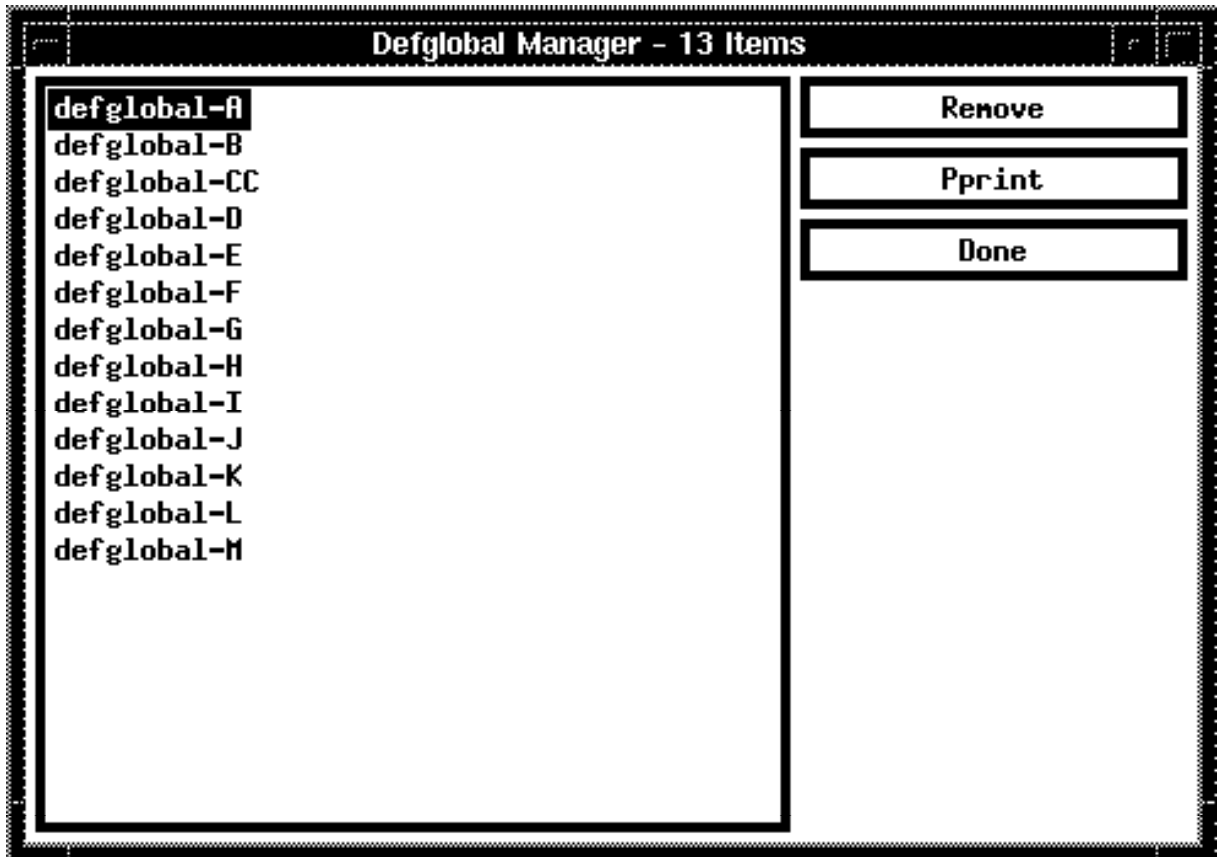 Defglobal Manager - 13 Items
defglobal-A
defglobal-B
defglobal-CC
defglobal-D
defglobal-E
defglobal-F
defglobal-G
defglobal-H
defglobal-I
defglobal-J
defglobal-K
defglobal-L
defglobal-M
Remove
Pprint
Done